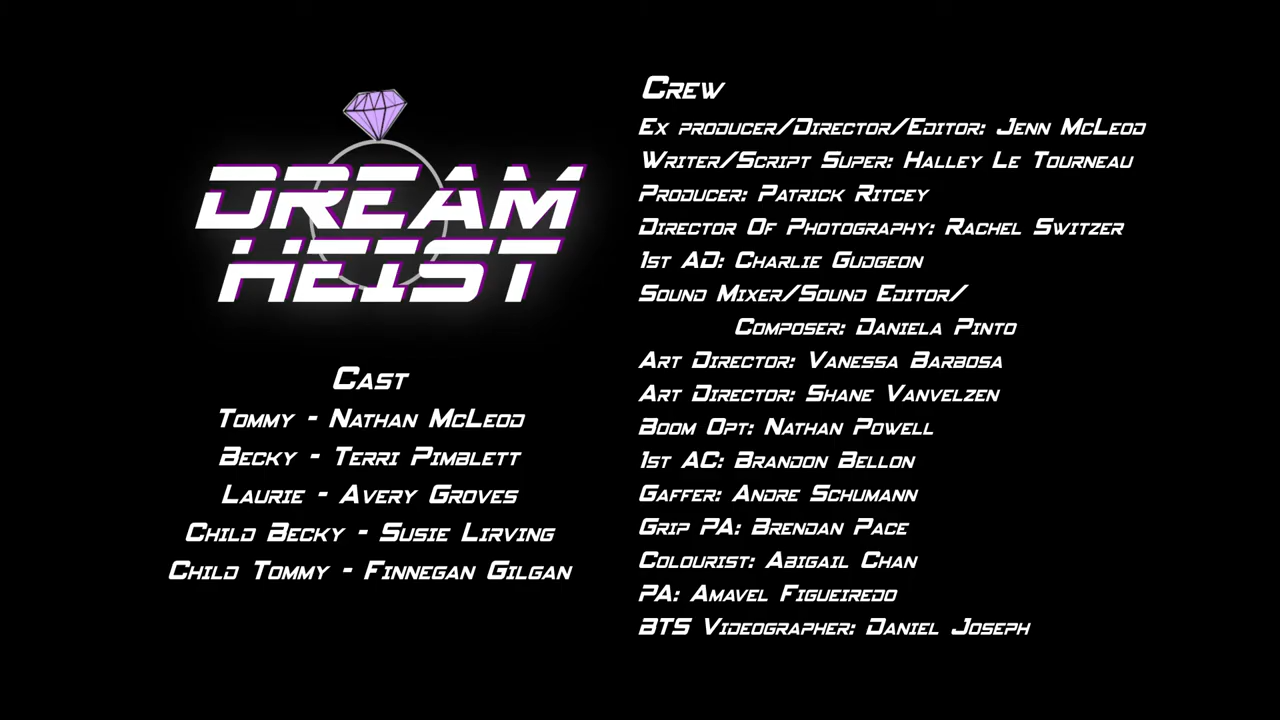 DREAM
HEIST
Cast
Tommy - Nathan McLeod
Becky - Terri Pimblett
Laurie - Avery Groves
Child Becky - Susie Lirving
Child Tommy - Finnegan Gilgan
Crew
Ex producer/Director/Editor: Jenn McLeod
Writer/Script Super: Halley Le Tourneau
Producer: Patrick Ritcey
Director Of Photography: Rachel Switzer
1st AD: Charlie Gudgeon
Sound Mixer/Sound Editor/
Composer: Daniela Pinto
Art Director: Vanessa Barbosa
Art Director: Shane Vanvelzen
Boom Opt: Nathan Powell
1st AC: Brandon Bellon
Gaffer: Andre Schumann
Grip PA: Brendan Pace
Colourist: Abigail Chan
PA: Amavel Figueiredo
BTS Videographer: Daniel Joseph